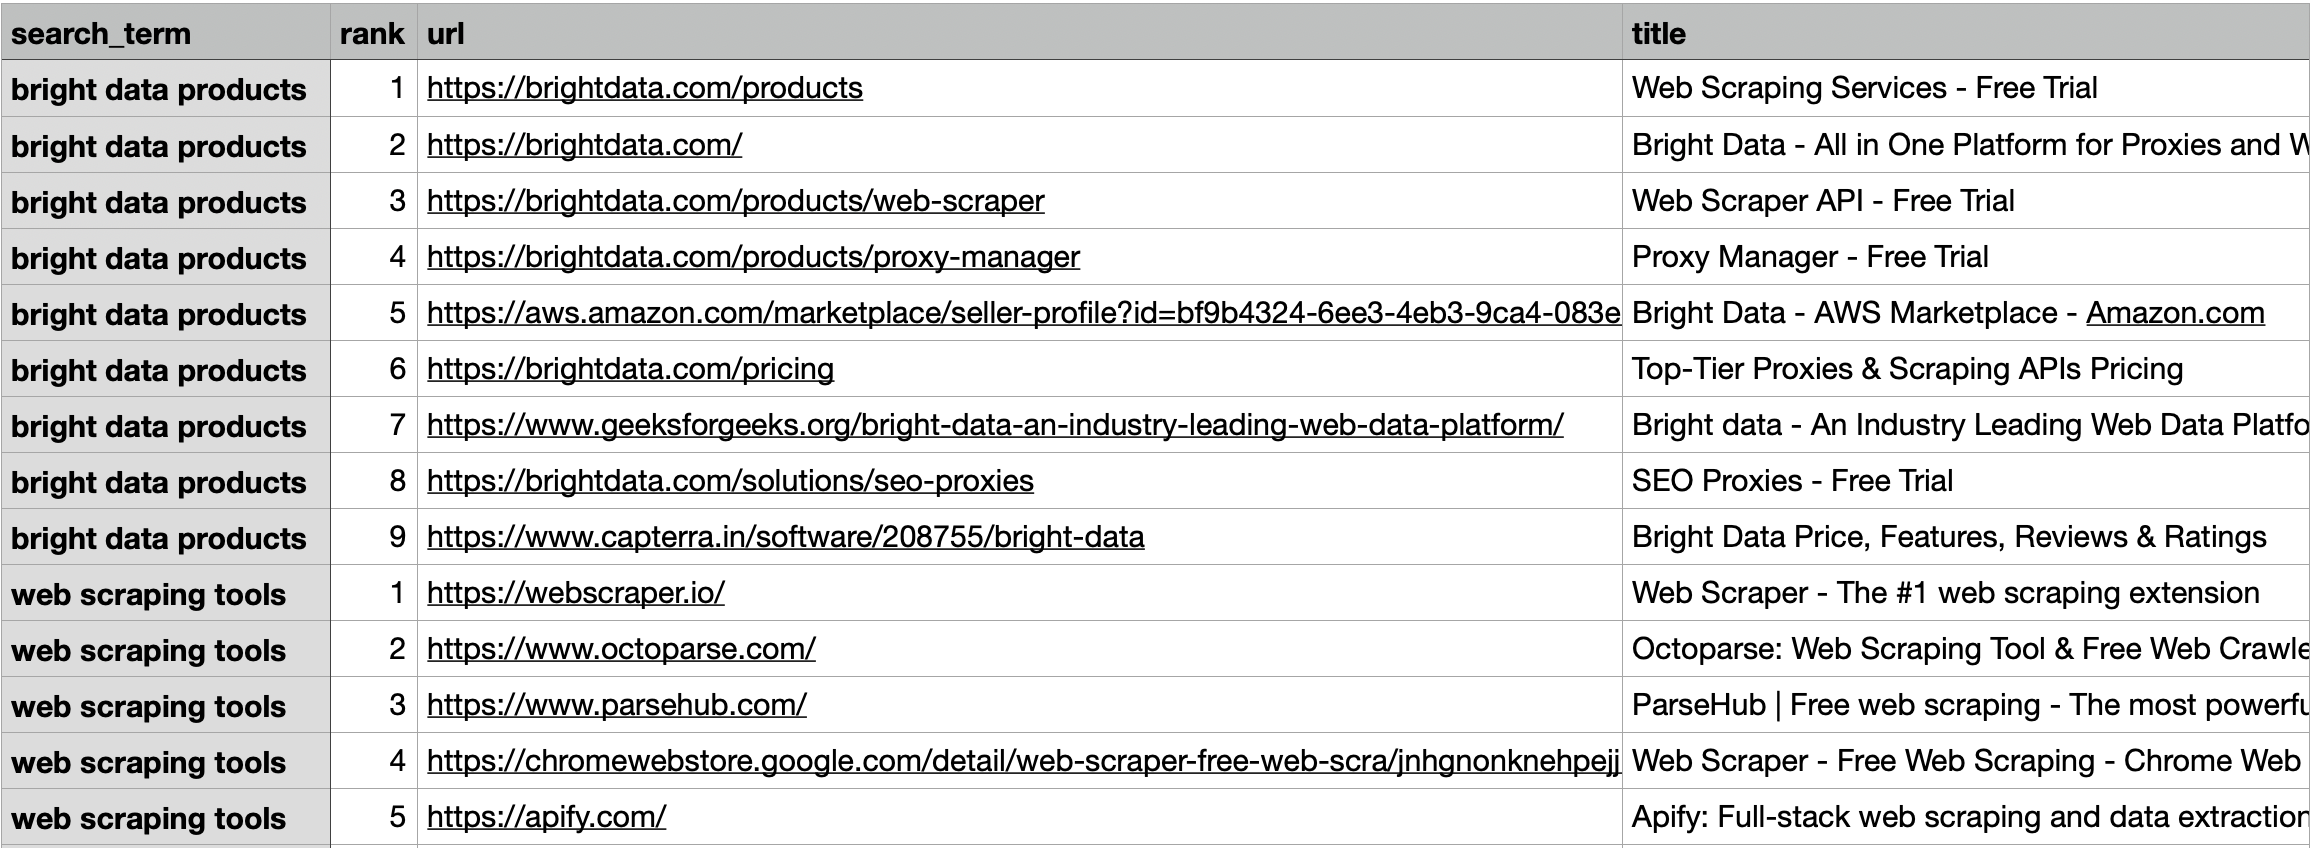 search_term rank url title
bright data products 1 https://brightdata.com/products Web Scraping Services - Free Trial
bright data products 2 https://brightdata.com/ Bright Data - All in One Platform for Proxies and W
bright data products 3 https://brightdata.com/products/web-scraper Web Scraper API - Free Trial
bright data products 4 https://brightdata.com/products/proxy-manager Proxy Manager - Free Trial
bright data products 5 https://aws.amazon.com/marketplace/seller-profile?id=bf9b4324-6ee3-4eb3-9ca4-083e Bright Data - AWS Marketplace - Amazon.com
bright data products 6 https://brightdata.com/pricing Top-Tier Proxies & Scraping APIs Pricing
bright data products 7 https://www.geeksforgeeks.org/bright-data-an-industry-leading-web-data-platform/ Bright data - An Industry Leading Web Data Platfo
bright data products 8 https://brightdata.com/solutions/seo-proxies SEO Proxies - Free Trial
bright data products 9 https://www.capterra.in/software/208755/bright-data Bright Data Price, Features, Reviews & Ratings
web scraping tools 1 https://webscraper.io/ Web Scraper - The #1 web scraping extension
web scraping tools 2 https://www.octoparse.com/ Octoparse: Web Scraping Tool & Free Web Crawle
web scraping tools 3 https://www.parsehub.com/ ParseHub | Free web scraping - The most powerfu
web scraping tools 4 https://chromewebstore.google.com/detail/web-scraper-free-web-scra/jnhgnonknehpejj Web Scraper - Free Web Scraping - Chrome Web
web scraping tools 5 https://apify.com/ Apify: Full-stack web scraping and data extraction